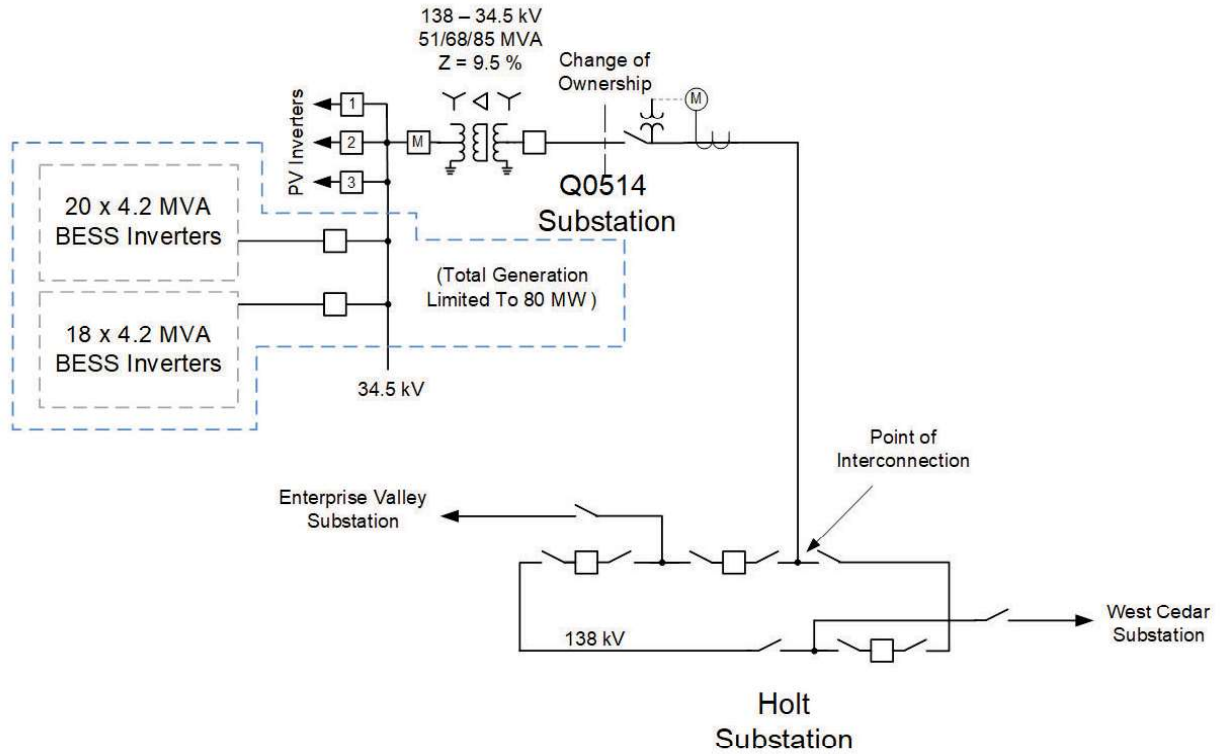 138 – 34.5 kV
51/68/85 MVA
Z = 9.5 %
Change of
Ownership
M
PV Inverters
1
2
3
M
Q0514
Substation
20 x 4.2 MVA
BESS Inverters
(Total Generation
Limited To 80 MW )
18 x 4.2 MVA
BESS Inverters
34.5 kV
Point of
Interconnection
Enterprise Valley
Substation
138 kV
West Cedar
Substation
Holt
Substation